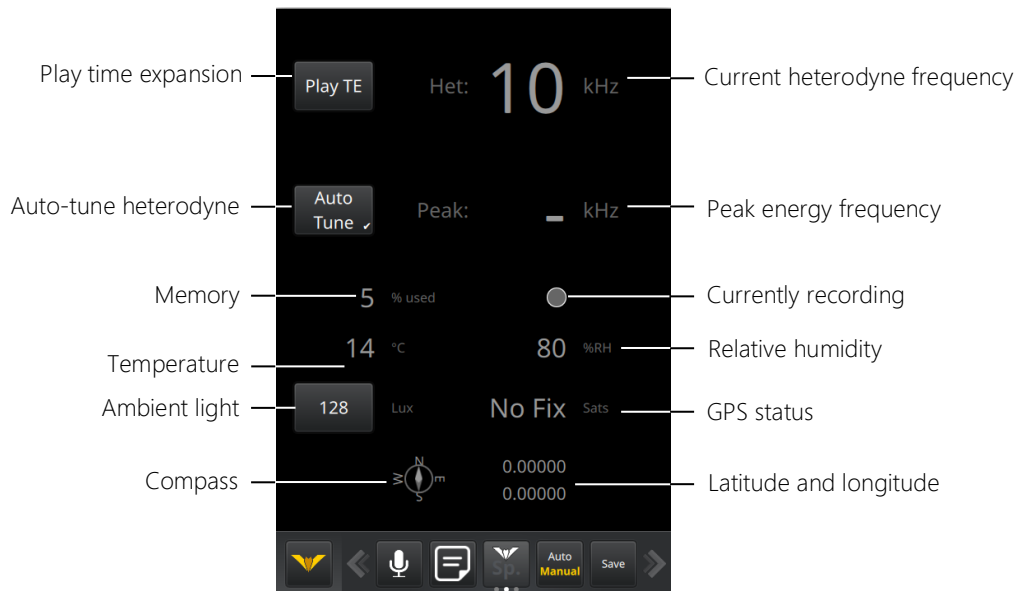 Play time expansion
Play TE
Het:
10
kHz
Current heterodyne frequency
Auto-tune heterodyne
Auto
Tune
Peak:
-
kHz
Peak energy frequency
Memory
5
% used
Currently recording
Temperature
14
°C
80
%RH
Relative humidity
Ambient light
128
Lux
No Fix
Sats
GPS status
Compass
N
W
E
S
0.00000
0.00000
Latitude and longitude
Sp.
Auto
Manual
Save